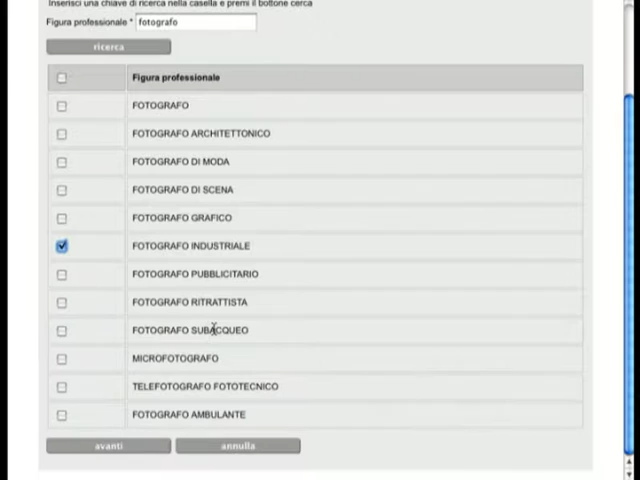 Inserisci una chiave di ricerca nella casella e premi il bottone cerca
Figura professionale * fotografo
ricerca
Figura professionale
FOTOGRAFO
FOTOGRAFO ARCHITETTONICO
FOTOGRAFO DI MODA
FOTOGRAFO DI SCENA
FOTOGRAFO GRAFICO
FOTOGRAFO INDUSTRIALE
FOTOGRAFO PUBBLICITARIO
FOTOGRAFO RITRATTISTA
FOTOGRAFO SUBACQUEO
MICROFOTOGRAFO
TELEFOTOGRAFO FOTOTECNICO
FOTOGRAFO AMBULANTE
avanti annulla